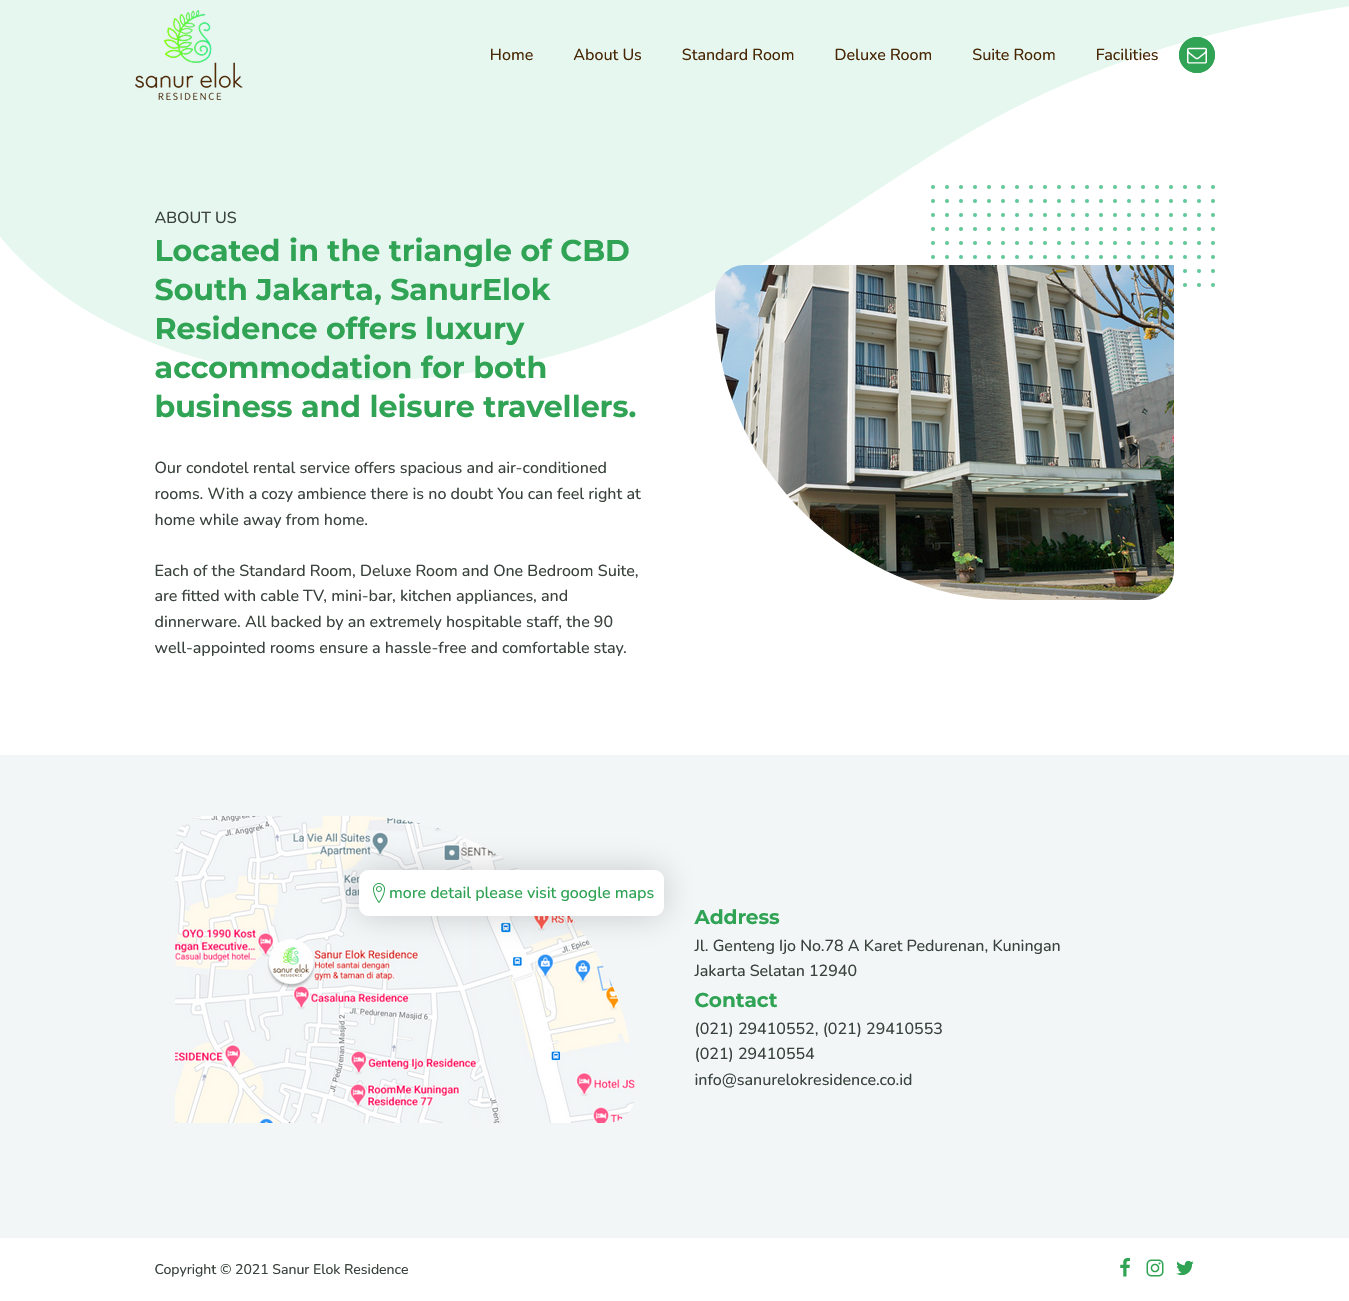 sanur elok
RESIDENCE
Home
About Us
Standard Room
Deluxe Room
Suite Room
Facilities
ABOUT US
Located in the triangle of CBD
South Jakarta, SanurElok
Residence offers luxury
accommodation for both
business and leisure travellers.
Our condotel rental service offers spacious and air-conditioned
rooms. With a cozy ambience there is no doubt You can feel right at
home while away from home.
Each of the Standard Room, Deluxe Room and One Bedroom Suite,
are fitted with cable TV, mini-bar, kitchen appliances, and
dinnerware. All backed by an extremely hospitable staff, the 90
well-appointed rooms ensure a hassle-free and comfortable stay.
Jl. Anggrek 4
La Vie All Suites
Apartment
more detail please visit google maps
OYO 1990 Kost
ngan Executive...
Casual budget hotel...
sanur elok
RESIDENCE
Sanur Elok Residence
Hotel santai dengan
gym & taman di atap.
Jl. Epice
Casaluna Residence
Jl. Pedurenan Masjid 6
Jl. Pedurenan Masjid 2
ESIDENCE
Genteng Ijo Residence
RoomMe Kuningan
Residence 77
Hotel JS
Address
Jl. Genteng Ijo No.78 A Karet Pedurenan, Kuningan
Jakarta Selatan 12940
Contact
(021) 29410552, (021) 29410553
(021) 29410554
info@sanurelokresidence.co.id
Copyright © 2021 Sanur Elok Residence